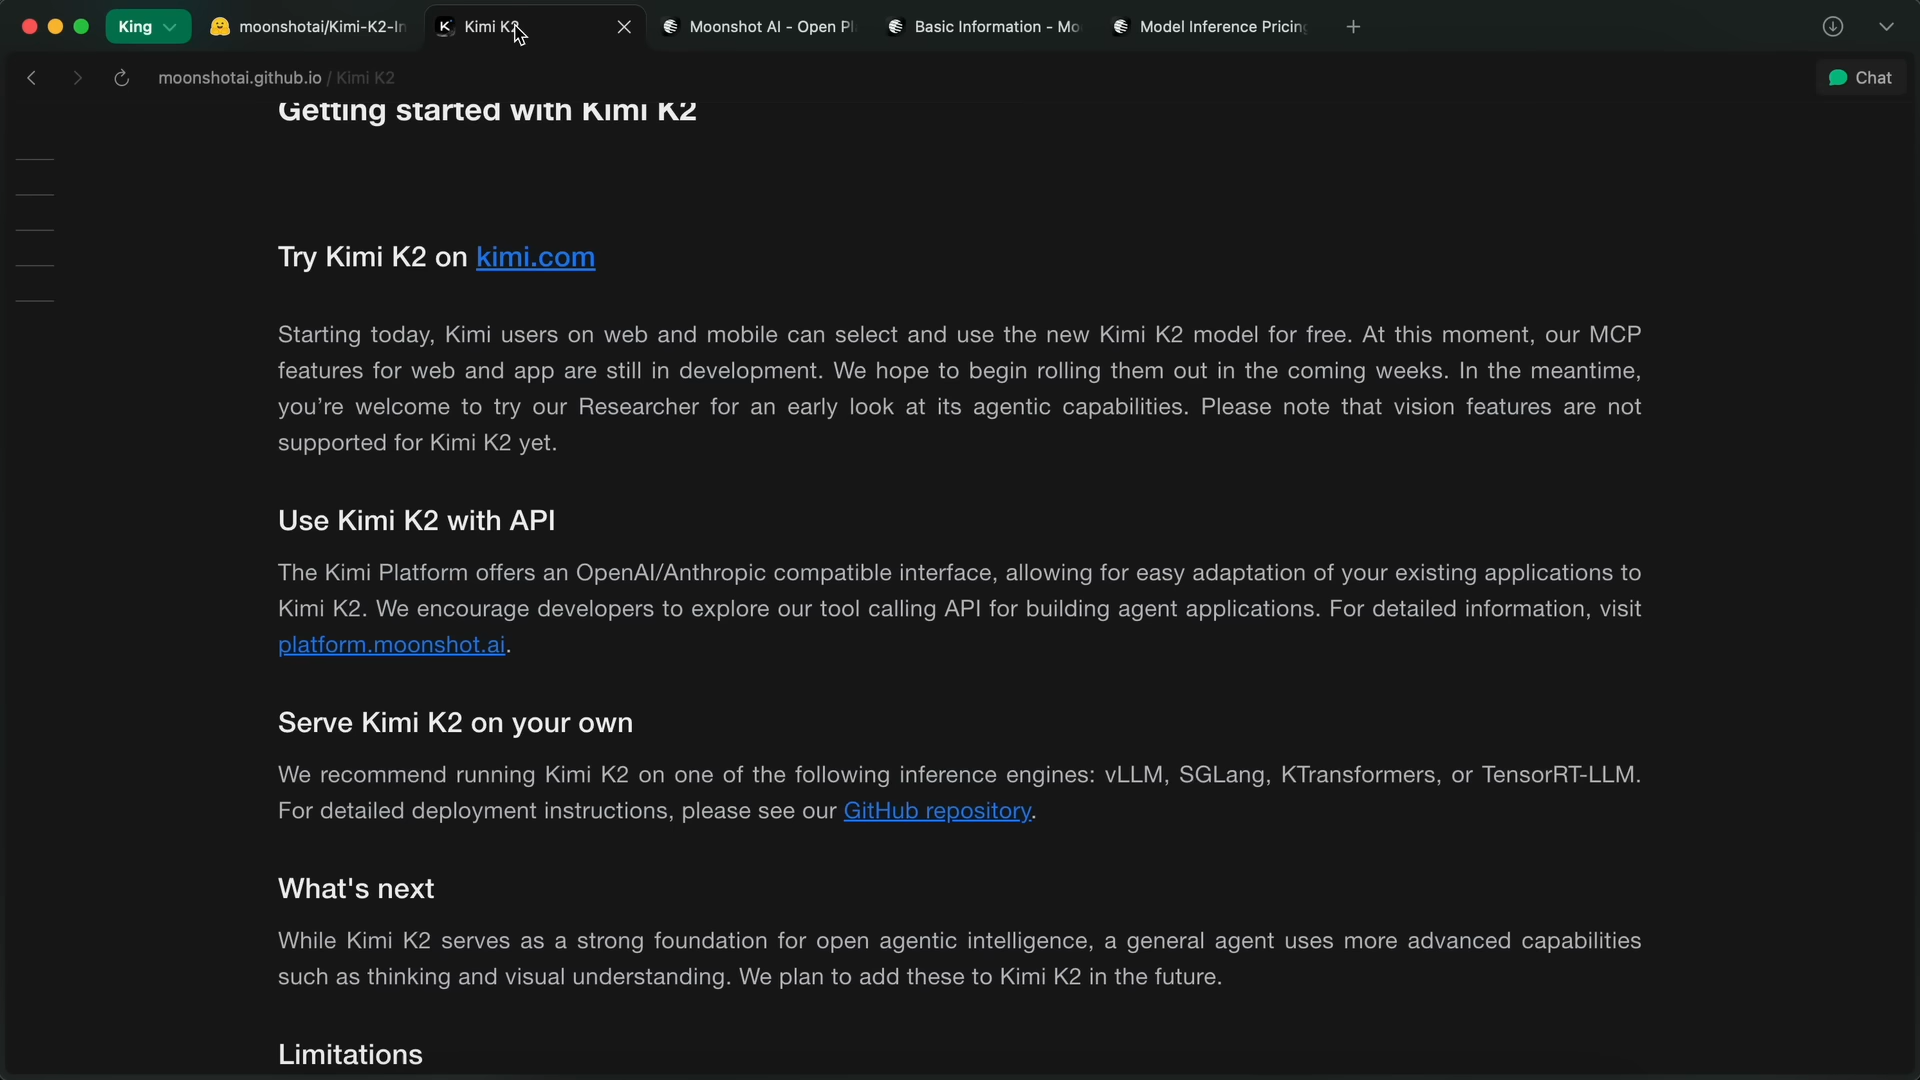 King
moonshotai/Kimi-K2-In
Kimi K2
Moonshot AI - Open Pl
Basic Information - Mo
Model Inference Pricing
moonshotai.github.io / Kimi K2
Chat
Getting started with Kimi K2
Try Kimi K2 on kimi.com
Starting today, Kimi users on web and mobile can select and use the new Kimi K2 model for free. At this moment, our MCP
features for web and app are still in development. We hope to begin rolling them out in the coming weeks. In the meantime,
you’re welcome to try our Researcher for an early look at its agentic capabilities. Please note that vision features are not
supported for Kimi K2 yet.
Use Kimi K2 with API
The Kimi Platform offers an OpenAI/Anthropic compatible interface, allowing for easy adaptation of your existing applications to
Kimi K2. We encourage developers to explore our tool calling API for building agent applications. For detailed information, visit
platform.moonshot.ai.
Serve Kimi K2 on your own
We recommend running Kimi K2 on one of the following inference engines: vLLM, SGLang, KTransformers, or TensorRT-LLM.
For detailed deployment instructions, please see our GitHub repository.
What's next
While Kimi K2 serves as a strong foundation for open agentic intelligence, a general agent uses more advanced capabilities
such as thinking and visual understanding. We plan to add these to Kimi K2 in the future.
Limitations